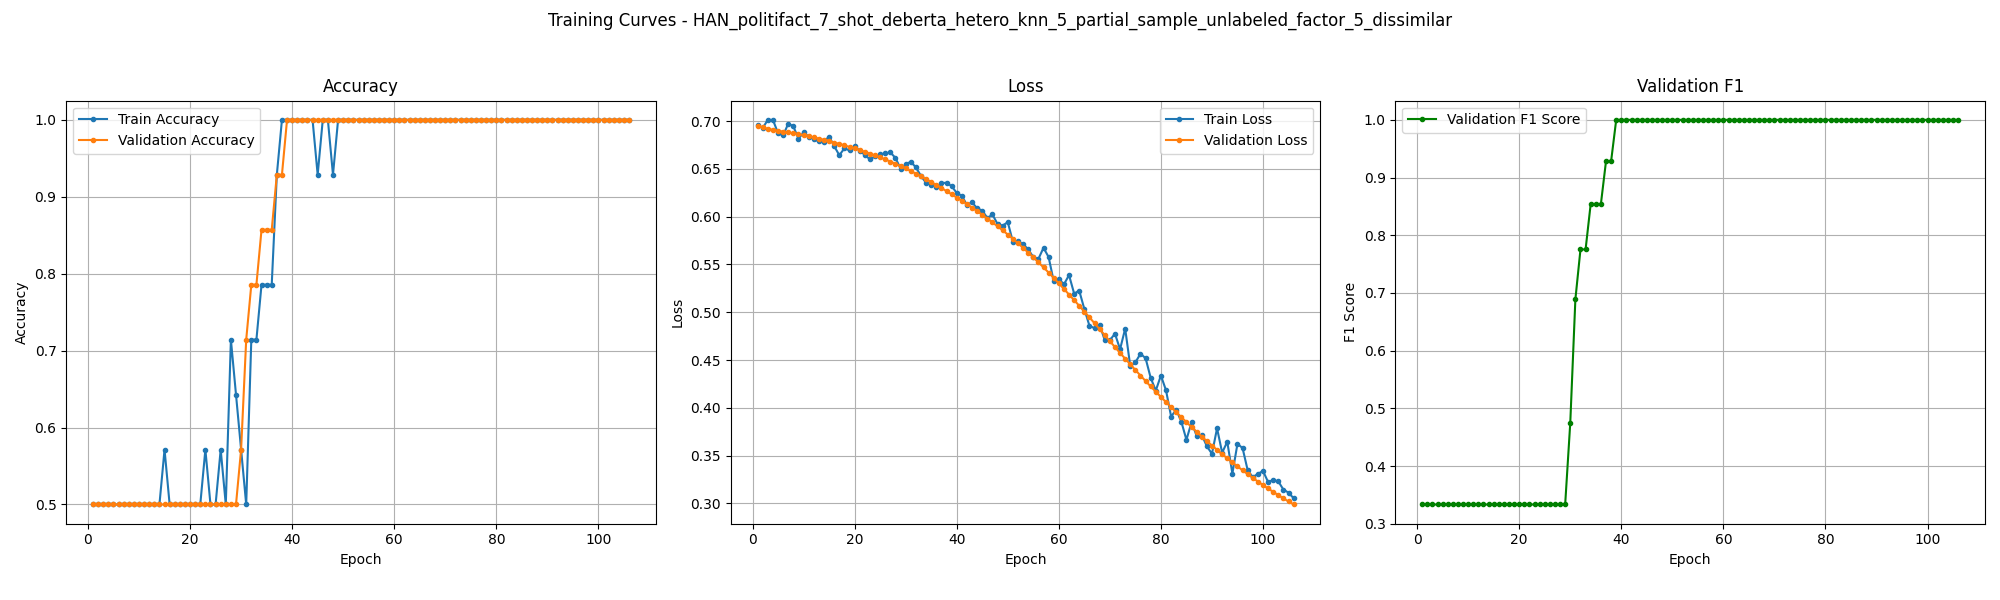 Training Curves - HAN_politifact_7_shot_deberta_hetero_knn_5_partial_sample_unlabeled_factor_5_dissimilar
Accuracy
Train Accuracy
Validation Accuracy
1.0
0.9
0.8
0.7
0.6
0.5
Accuracy
0
20
40
60
80
100
Epoch
Loss
Train Loss
Validation Loss
0.70
0.65
0.60
0.55
0.50
0.45
0.40
0.35
0.30
Loss
0
20
40
60
80
100
Epoch
Validation F1
Validation F1 Score
1.0
0.9
0.8
0.7
0.6
0.5
0.4
0.3
F1 Score
0
20
40
60
80
100
Epoch